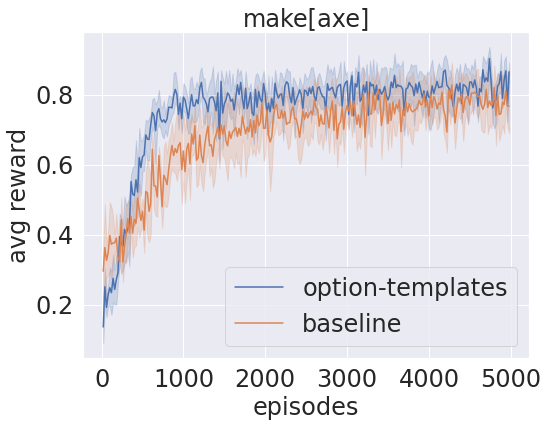 make[axe]
avg reward
0.8
0.6
0.4
0.2
option-templates
baseline
0 1000 2000 3000 4000 5000
episodes